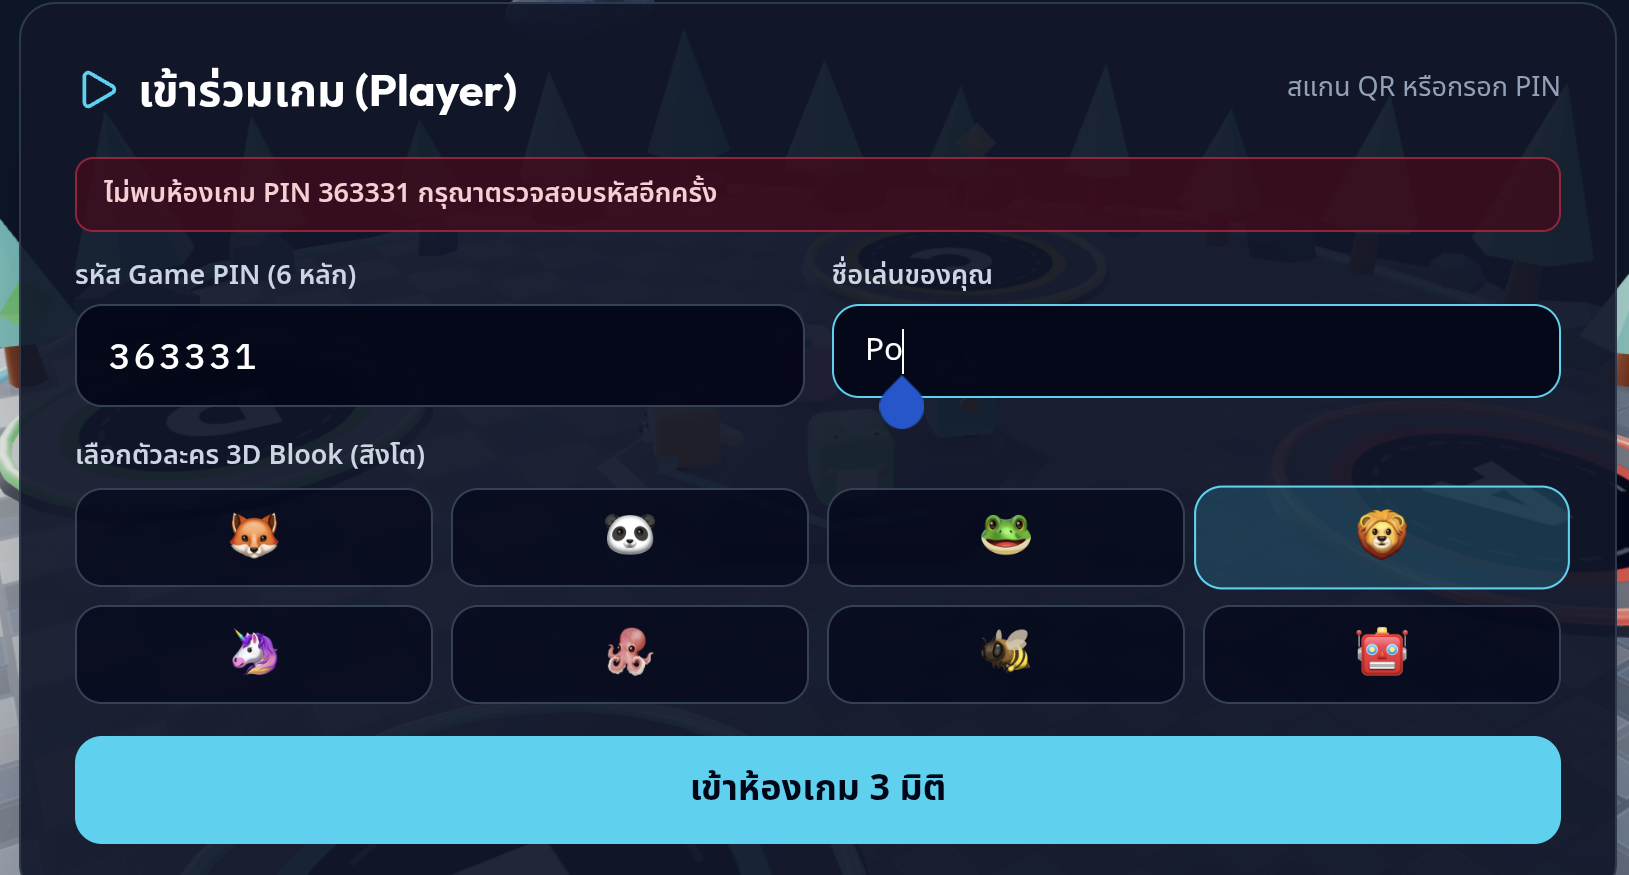 เข้าร่วมเกม (Player)
สแกน QR หรือกรอก PIN
ไม่พบห้องเกม PIN 363331 กรุณาตรวจสอบรหัสอีกครั้ง
รหัส Game PIN (6 หลัก)
ชื่อเล่นของคุณ
363331
Po
เลือกตัวละคร 3D Blook (สิงโต)
เข้าห้องเกม 3 มิติ